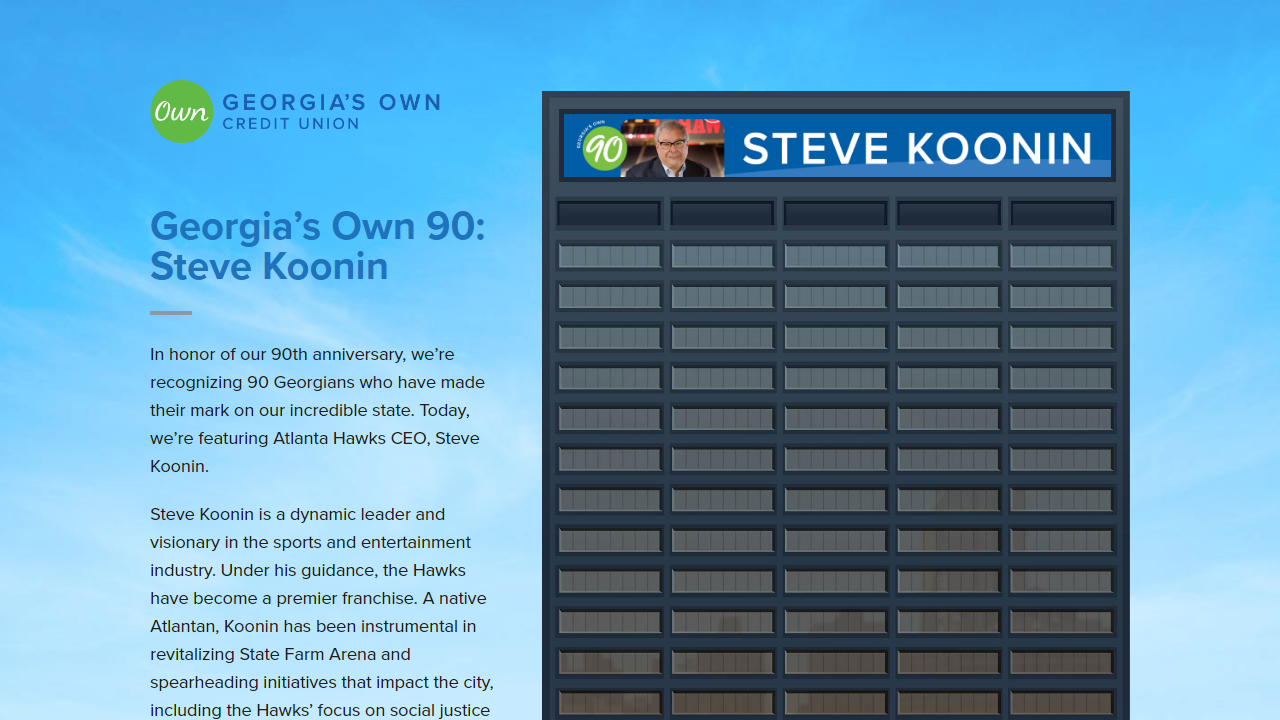 Own
GEORGIA'S OWN
CREDIT UNION
GEORGIA'S OWN
90
STEVE KOONIN
Georgia's Own 90:
Steve Koonin
In honor of our 90th anniversary, we're
recognizing 90 Georgians who have made
their mark on our incredible state. Today,
we're featuring Atlanta Hawks CEO, Steve
Koonin.
Steve Koonin is a dynamic leader and
visionary in the sports and entertainment
industry. Under his guidance, the Hawks
have become a premier franchise. A native
Atlantan, Koonin has been instrumental in
revitalizing State Farm Arena and
spearheading initiatives that impact the city,
including the Hawks' focus on social justice